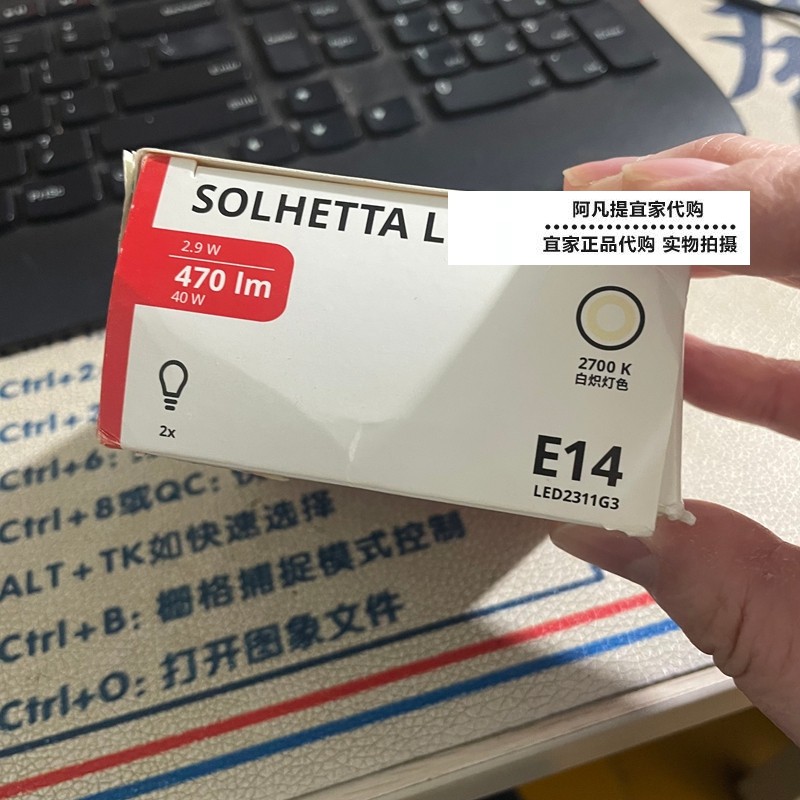 SOLHETTA L
阿凡提宜家代购
宜家正品代购 实物拍摄
2.9 W
470 lm
40 W
2700 K
白炽灯色
2x
E14
LED2311G3
Ctrl+2
Ctrl+6:
Ctrl+8或QC:
ALT+TK如快速选择
Ctrl+B: 栅格捕捉模式控制
Ctrl+O: 打开图象文件